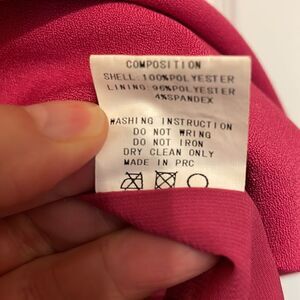 COMPOSITION
SHELL: 100%POLYESTER
LINING: 96%POLYESTER
4%SPANDEX
WASHING INSTRUCTION
DO NOT WRING
DO NOT IRON
DRY CLEAN ONLY
MADE IN PRC